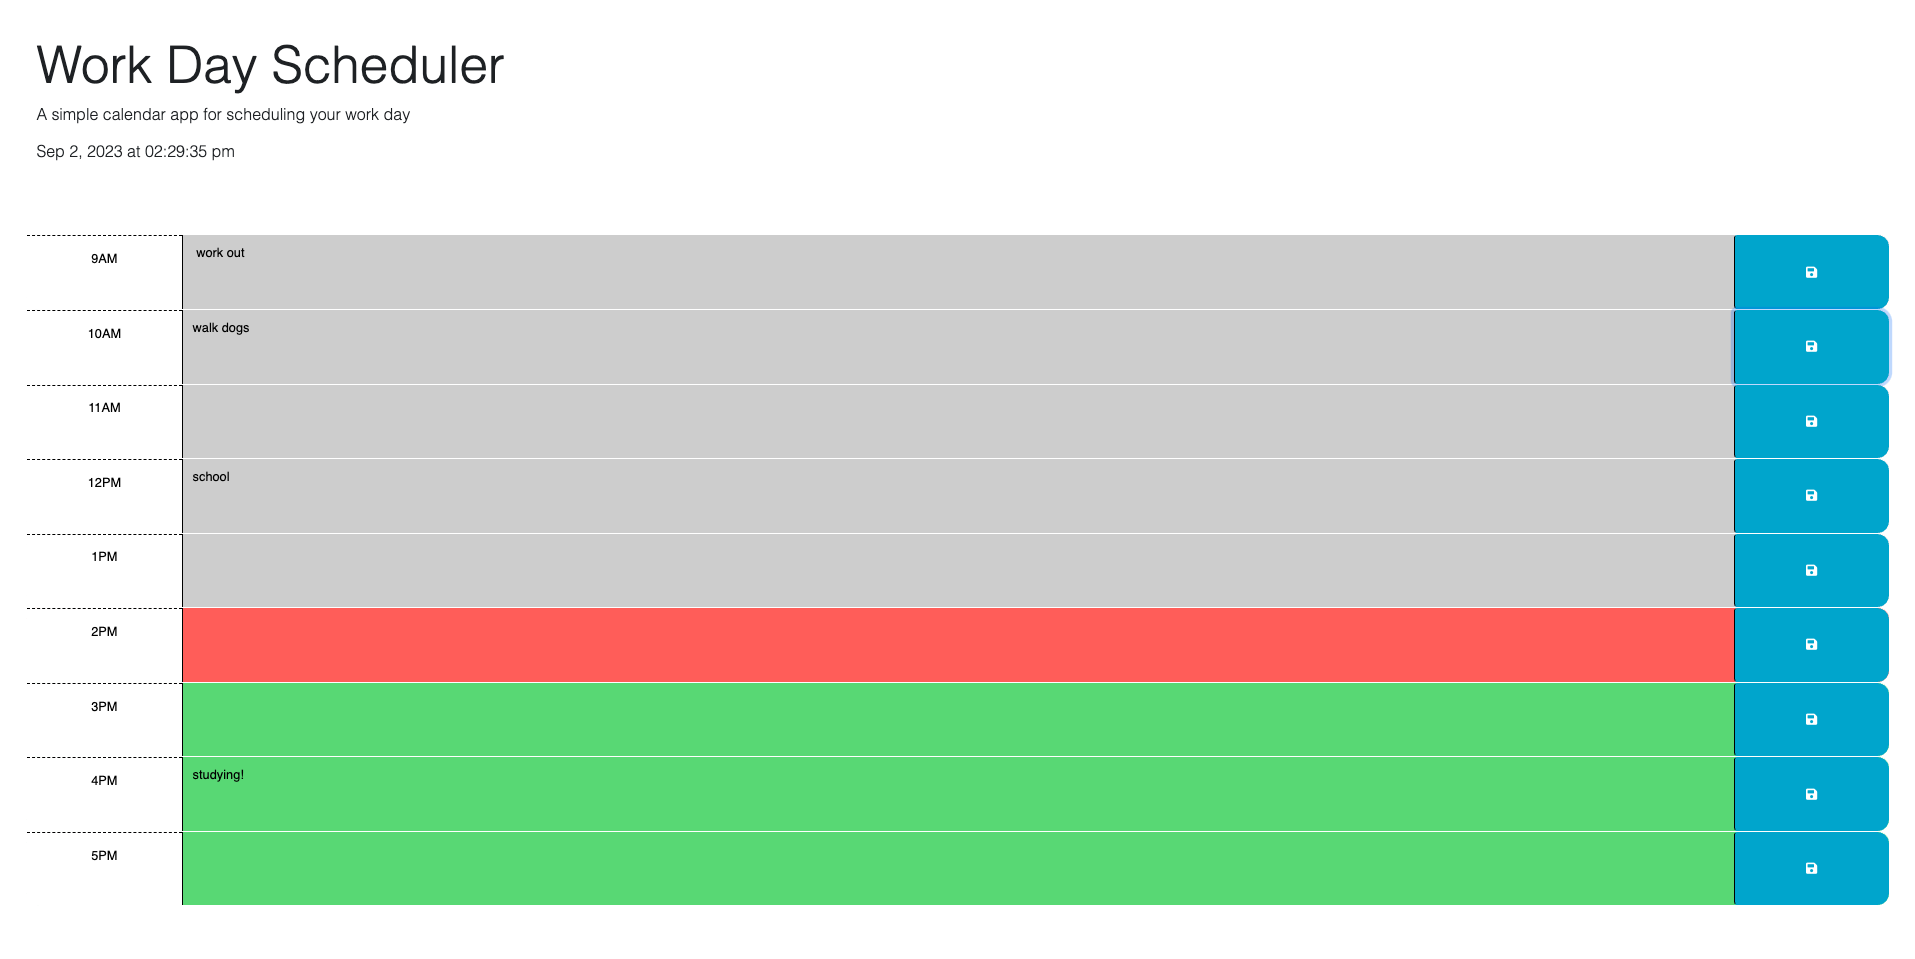 Work Day Scheduler
A simple calendar app for scheduling your work day
Sep 2, 2023 at 02:29:35 pm
9AM
work out
10AM
walk dogs
11AM
12PM
school
1PM
2PM
3PM
4PM
studying!
5PM